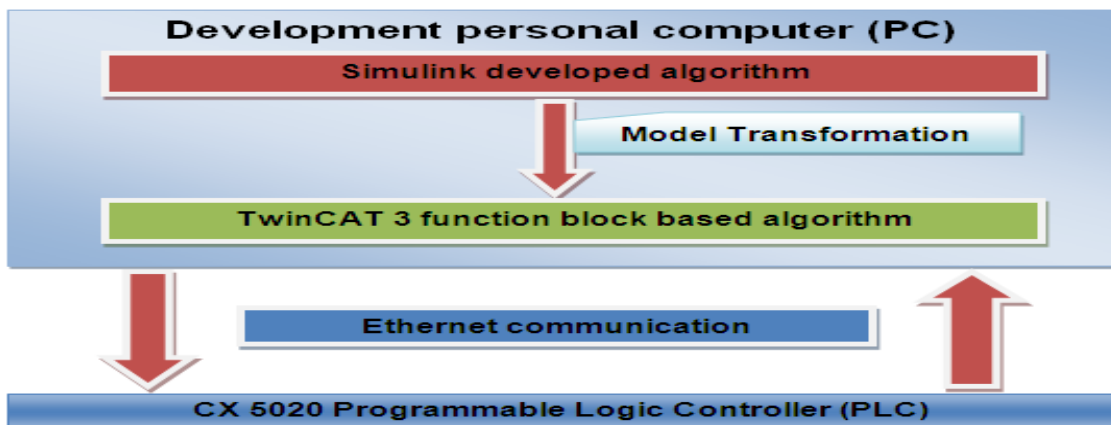 Development personal computer (PC)
Simulink developed algorithm
Model Transformation
TwinCAT 3 function block based algorithm
Ethernet communication
CX 5020 Programmable Logic Controller (PLC)